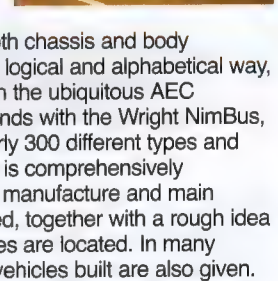 th chassis and body
logical and alphabetical way,
the ubiquitous AEC
nds with the Wright NimBus,
rly 300 different types and
is comprehensively
manufacture and main
ed, together with a rough idea
es are located. In many
vehicles built are also given.